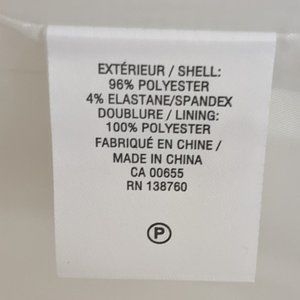 EXTÉRIEUR / SHELL:
96% POLYESTER
4% ELASTANE/SPANDEX
DOUBLURE / LINING:
100% POLYESTER
FABRIQUÉ EN CHINE /
MADE IN CHINA
CA 00655
RN 138760
P